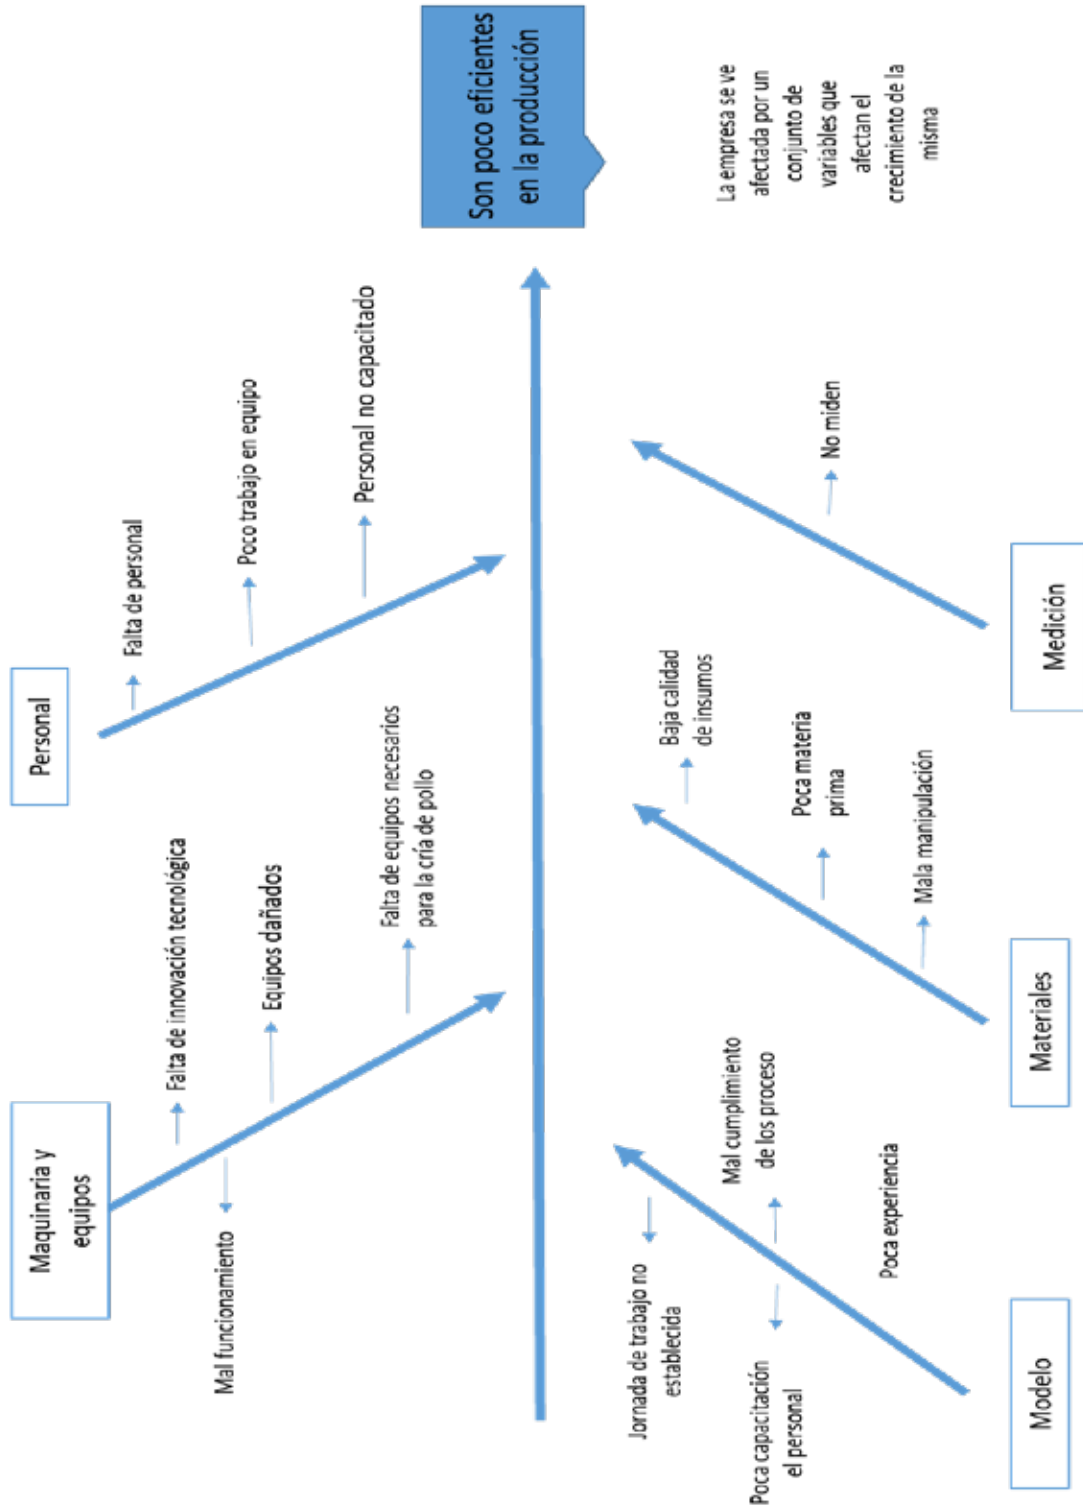 Maquinaria y
equipos
Falta de innovación tecnológica
Mal funcionamiento
Equipos dañados
Falta de equipos necesarios
para la cría de pollo
Personal
Falta de personal
Poco trabajo en equipo
Personal no capacitado
Son poco eficientes
en la producción
La empresa se ve
afectada por un
conjunto de
variables que
afectan el
crecimiento de la
misma
Jornada de trabajo no
establecida
Mal cumplimiento
de los proceso
Poca capacitación
el personal
Poca experiencia
Modelo
Baja calidad
de insumos
Poca materia
prima
Mala manipulación
Materiales
No miden
Medición